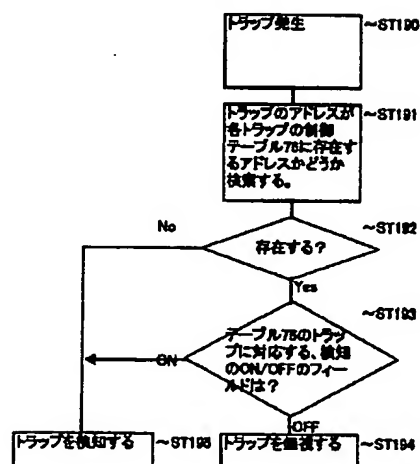 トラップ発生
~ST190
トラップのアドレスが
各トラップの制御
テーブル76に存在す
るアドレスかどうか
検索する。
~ST191
No
~ST192
存在する?
Yes
~ST193
テーブル76のトラッ
プに対応する、検知
のON/OFFのフィー
ルドは?
ON
OFF
トラップを検知する
~ST195
トラップを無視する
~ST194